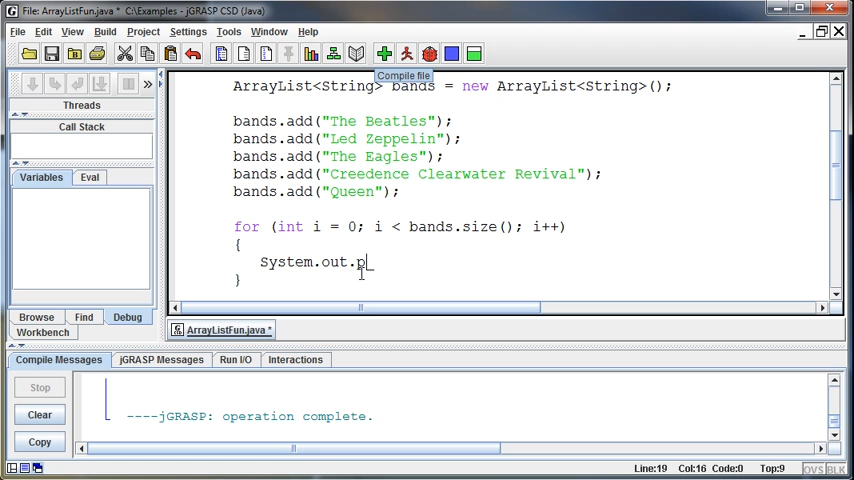 File: ArrayListFun.java * C:\Examples - jGRASP CSD (Java)
File Edit View Build Project Settings Tools Window Help
Compile file
Threads
Call Stack
Variables Eval
Browse Find Debug
Workbench
ArrayList<String> bands = new ArrayList<String>();
bands.add("The Beatles");
bands.add("Led Zeppelin");
bands.add("The Eagles");
bands.add("Creedence Clearwater Revival");
bands.add("Queen");
for (int i = 0; i < bands.size(); i++)
{
System.out.p
}
ArrayListFun.java *
Compile Messages jGRASP Messages Run I/O Interactions
Stop
Clear
Copy
----jGRASP: operation complete.
Line:19 Col:16 Code:0 Top:9 OVS BLK